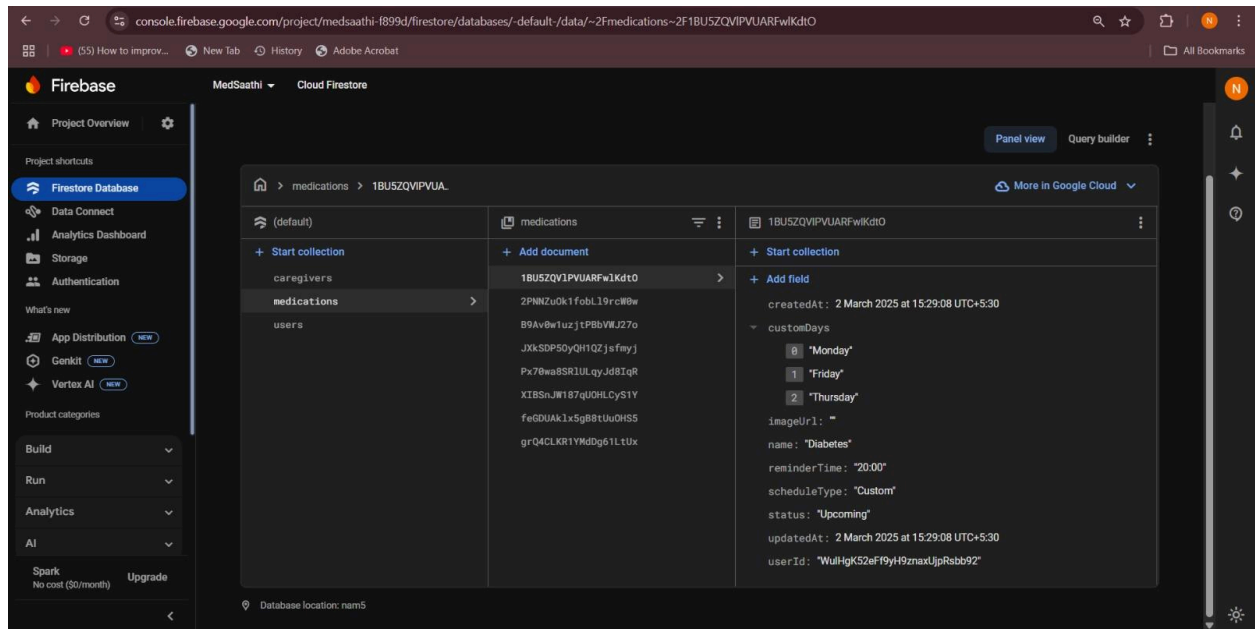 console.firebase.google.com/project/medsaathi-f899d/firestore/databases/-default-/data/~2Fmedications~2F1BU5ZQVlPVUARFwlKdtO
N
(55) How to improv...
New Tab
History
Adobe Acrobat
All Bookmarks
Firebase
MedSaathi
Cloud Firestore
N
Project Overview
Panel view
Query builder
Project shortcuts
Firestore Database
Data Connect
Analytics Dashboard
Storage
Authentication
What's new
App Distribution NEW
Genkit NEW
Vertex AI NEW
Product categories
Build
Run
Analytics
AI
Spark
No cost ($0/month)
Upgrade
medications > 1BU5ZQVlPVUA..
More in Google Cloud
(default)
+ Start collection
caregivers
medications
users
medications
+ Add document
1BU5ZQVlPVUARFwlKdtO
2PNNZuOk1fobLl9rcW0w
B9Av0w1uzjtPBbVWJ27o
JXkSDP5OyQH1QZjsfmyj
Px70wa8SRlULqyJd8IqR
XIBSnJW187qUOHLCyS1Y
feGDUAklx5gB8tUuOHS5
grQ4CLKR1YMdDg61LtUx
1BU5ZQVlPVUARFwlKdtO
+ Start collection
+ Add field
createdAt: 2 March 2025 at 15:29:08 UTC+5:30
customDays
0 "Monday"
1 "Friday"
2 "Thursday"
imageUrl: ""
name: "Diabetes"
reminderTime: "20:00"
scheduleType: "Custom"
status: "Upcoming"
updatedAt: 2 March 2025 at 15:29:08 UTC+5:30
userId: "WulHgK52eFf9yH9znaxUjpRsbb92"
Database location: nam5